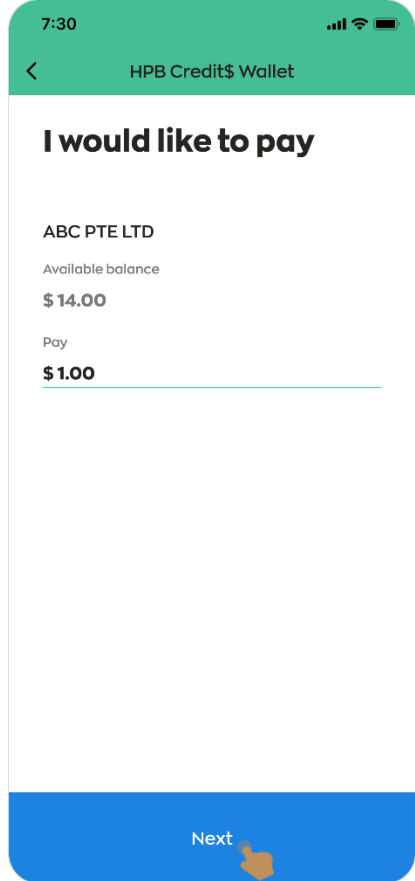 7:30
HPB Credit$ Wallet
I would like to pay
ABC PTE LTD
Available balance
$ 14.00
Pay
$ 1.00
Next